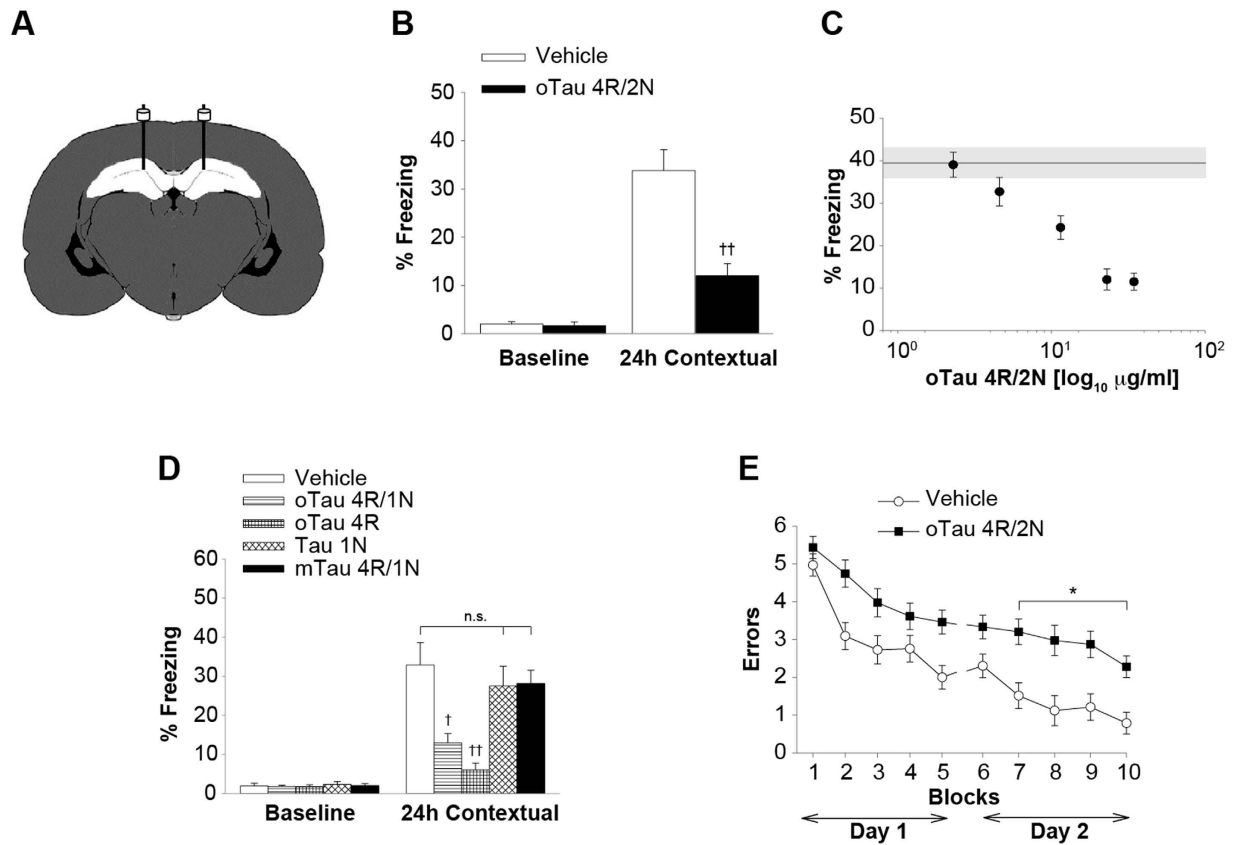 A
B
Vehicle
oTau 4R/2N
50
40
30
20
10
0
% Freezing
††
Baseline
24h Contextual
C
50
40
30
20
10
0
% Freezing
10⁰
10¹
10²
oTau 4R/2N [log₁₀ µg/ml]
D
Vehicle
oTau 4R/1N
oTau 4R
Tau 1N
mTau 4R/1N
60
50
40
30
20
10
0
% Freezing
n.s.
†
††
Baseline
24h Contextual
E
Vehicle
oTau 4R/2N
6
5
4
3
2
1
0
Errors
*
1 2 3 4 5 6 7 8 9 10
Blocks
Day 1
Day 2